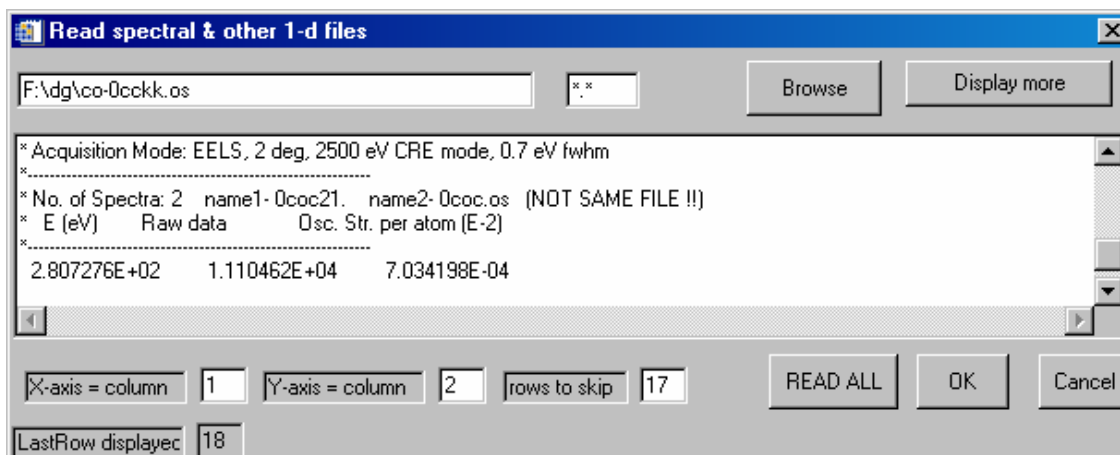 Read spectral & other 1-d files
F:\dg\co-0cckk.os *.* Browse Display more
* Acquisition Mode: EELS, 2 deg, 2500 eV CRE mode, 0.7 eV fwhm
*----------------------------------------------------------------
* No. of Spectra: 2 name1- 0coc21. name2- 0coc.os (NOT SAME FILE !!)
* E (eV) Raw data Osc. Str. per atom (E-2)
*----------------------------------------------------------------
2.807276E+02 1.110462E+04 7.034198E-04
X-axis = column 1 Y-axis = column 2 rows to skip 17 READ ALL OK Cancel
LastRow displayec 18